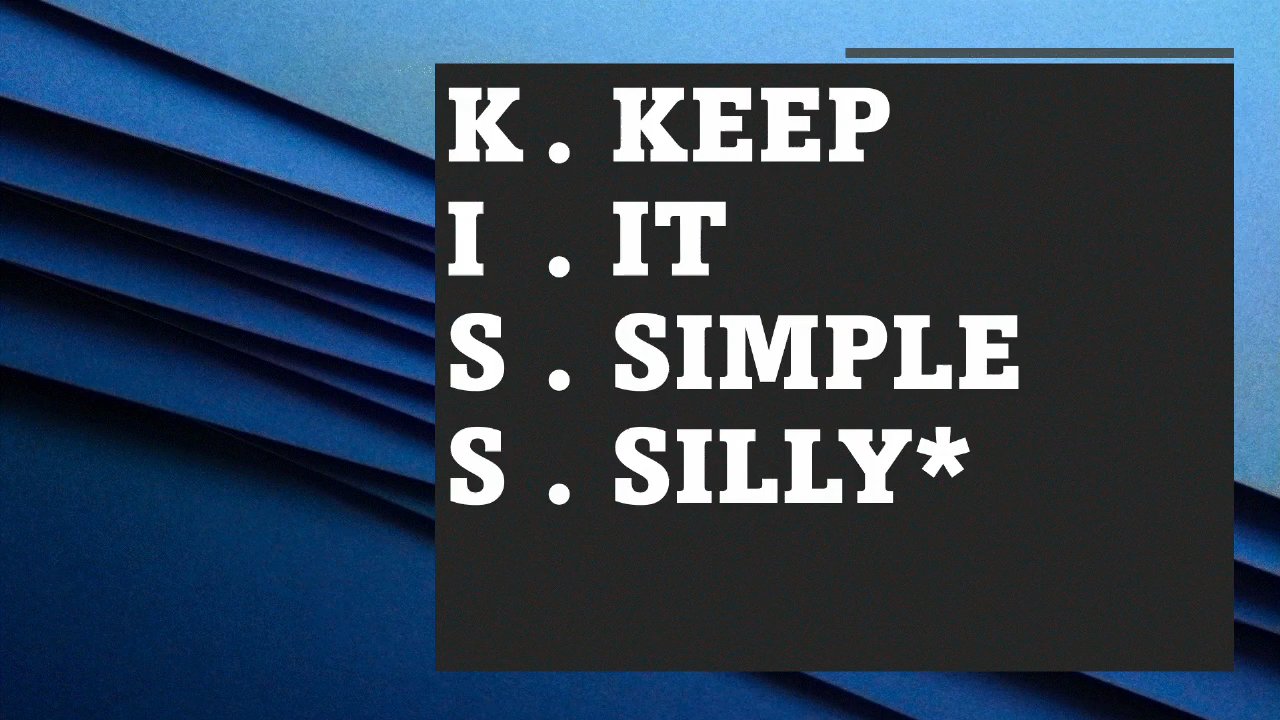 K . KEEP
I . IT
S . SIMPLE
S . SILLY*